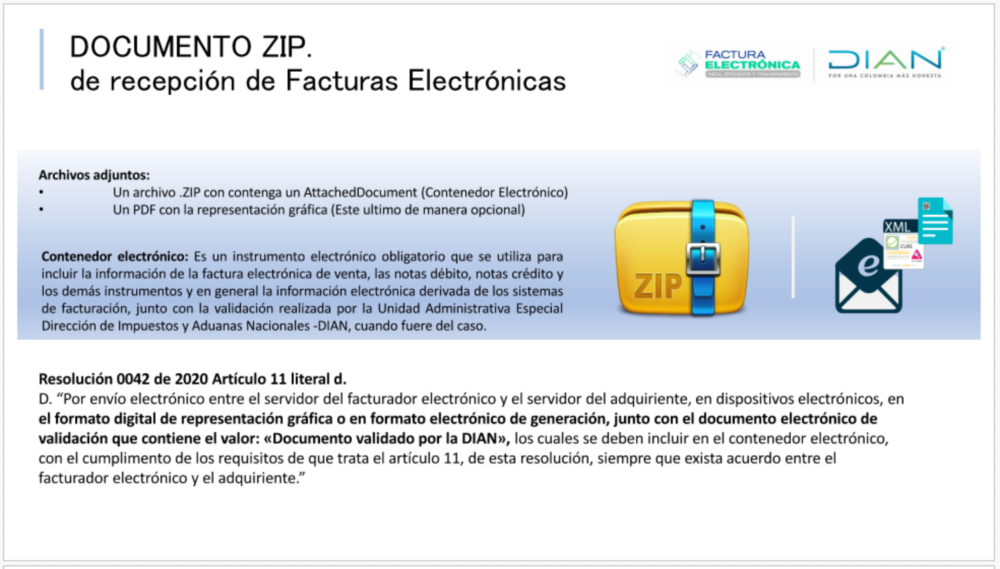 DOCUMENTO ZIP.
de recepción de Facturas Electrónicas
FACTURA
ELECTRÓNICA
FÁCIL, EFICIENTE Y TRANSPARENTE
DIAN
POR UNA COLOMBIA MÁS HONESTA
Archivos adjuntos:
• Un archivo .ZIP con contenga un AttachedDocument (Contenedor Electrónico)
• Un PDF con la representación gráfica (Este ultimo de manera opcional)
Contenedor electrónico: Es un instrumento electrónico obligatorio que se utiliza para
incluir la información de la factura electrónica de venta, las notas débito, notas crédito y
los demás instrumentos y en general la información electrónica derivada de los sistemas
de facturación, junto con la validación realizada por la Unidad Administrativa Especial
Dirección de Impuestos y Aduanas Nacionales -DIAN, cuando fuere del caso.
ZIP
XML
CUFE
e
Resolución 0042 de 2020 Artículo 11 literal d.
D. “Por envío electrónico entre el servidor del facturador electrónico y el servidor del adquiriente, en dispositivos electrónicos, en
el formato digital de representación gráfica o en formato electrónico de generación, junto con el documento electrónico de
validación que contiene el valor: «Documento validado por la DIAN», los cuales se deben incluir en el contenedor electrónico,
con el cumplimento de los requisitos de que trata el artículo 11, de esta resolución, siempre que exista acuerdo entre el
facturador electrónico y el adquiriente.”